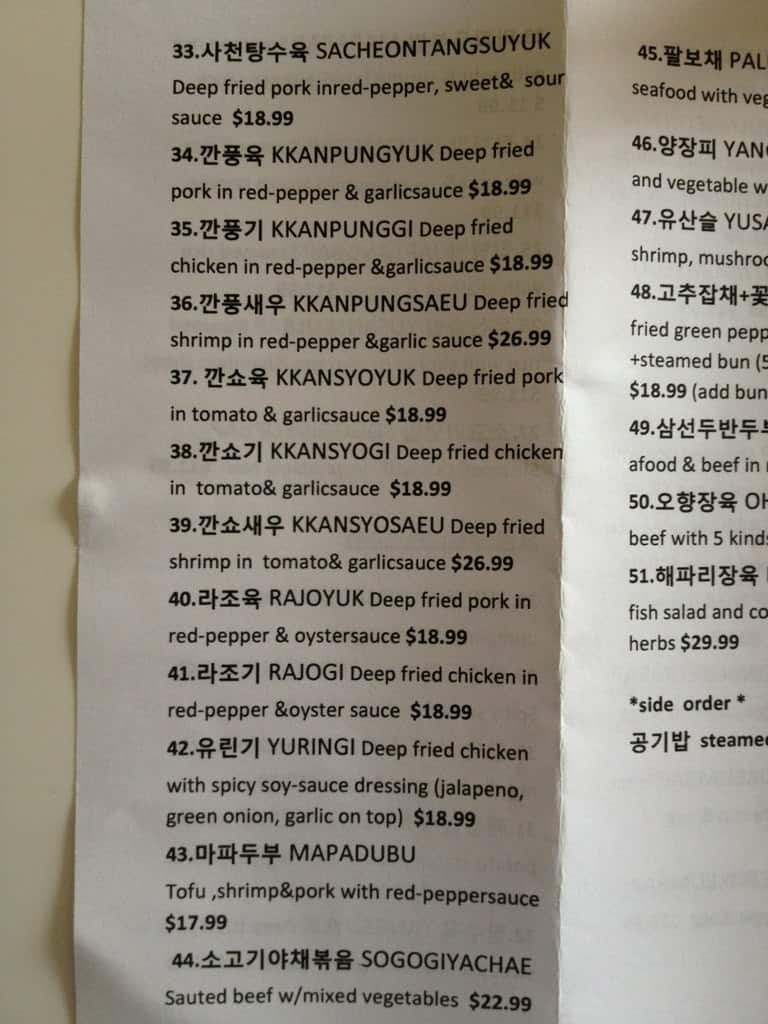 33.사천탕수육 SACHEONTANGSUYUK
Deep fried pork inred-pepper, sweet& sour
sauce $18.99
34.깐풍육 KKANPUNGYUK Deep fried
pork in red-pepper & garlicsauce $18.99
35.깐풍기 KKANPUNGGI Deep fried
chicken in red-pepper &garlicsauce $18.99
36.깐풍새우 KKANPUNGSAEU Deep fried
shrimp in red-pepper &garlic sauce $26.99
37. 깐쇼육 KKANSYOYUK Deep fried pork
in tomato & garlicsauce $18.99
38.깐쇼기 KKANSYOGI Deep fried chicken
in tomato& garlicsauce $18.99
39.깐쇼새우 KKANSYOSAEU Deep fried
shrimp in tomato& garlicsauce $26.99
40.라조육 RAJOYUK Deep fried pork in
red-pepper & oystersauce $18.99
41.라조기 RAJOGI Deep fried chicken in
red-pepper &oyster sauce $18.99
42.유린기 YURINGI Deep fried chicken
with spicy soy-sauce dressing (jalapeno,
green onion, garlic on top) $18.99
43.마파두부 MAPADUBU
Tofu ,shrimp&pork with red-peppersauce
$17.99
44.소고기야채볶음 SOGOGIYACHAE
Sauted beef w/mixed vegetables $22.99
45.팔보채
seafood with
46.양장피
and vegetable
47.유산슬
shrimp,
48.고추잡채+꽃
fried green
+steamed bun (5
$18.99 (add bun
49.삼선두반두부
afood & beef in
50.오향장육
beef with 5 kinds
51.해파리장육
fish salad and
herbs $29.99
*side order *
공기밥 steamed